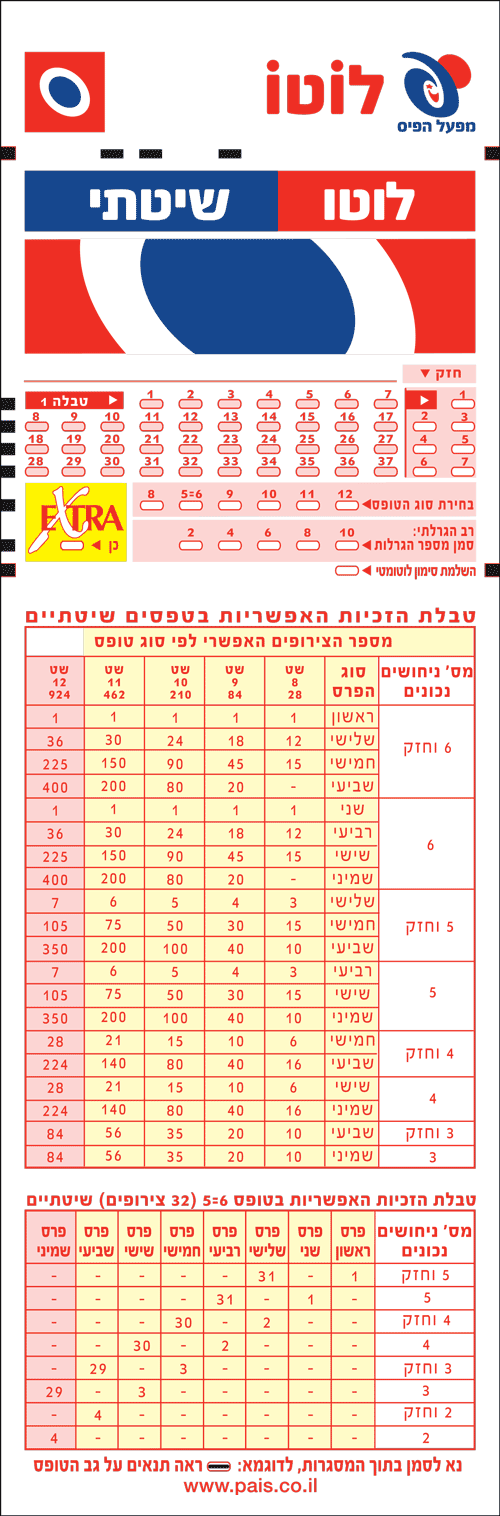 לוטו
מפעל הפיס
לוטו שיטתי
חזק ▼
טבלה 1 ▶ 1 2 3 4 5 6 7 ▶ 1
8 9 10 11 12 13 14 15 16 17 2 3
18 19 20 21 22 23 24 25 26 27 4 5
28 29 30 31 32 33 34 35 36 37 6 7
EXTRA
כן ◀
בחירת סוג הטופס◀ 12 11 10 9 5=6 8
רב הגרלתי:
סמן מספר הגרלות◀ 10 8 6 4 2
השלמת סימון לוטומטי ◀
טבלת הזכיות האפשריות בטפסים שיטתיים
מספר הצירופים האפשרי לפי סוג טופס
מס' ניחושים נכונים | סוג הפרס | שט 8 28 | שט 9 84 | שט 10 210 | שט 11 462 | שט 12 924
6 וחזק | ראשון | 1 | 1 | 1 | 1 | 1
שלישי | 12 | 18 | 24 | 30 | 36
חמישי | 15 | 45 | 90 | 150 | 225
שביעי | - | 20 | 80 | 200 | 400
6 | שני | 1 | 1 | 1 | 1 | 1
רביעי | 12 | 18 | 24 | 30 | 36
שישי | 15 | 45 | 90 | 150 | 225
שמיני | - | 20 | 80 | 200 | 400
5 וחזק | שלישי | 3 | 4 | 5 | 6 | 7
חמישי | 15 | 30 | 50 | 75 | 105
שביעי | 10 | 40 | 100 | 200 | 350
5 | רביעי | 3 | 4 | 5 | 6 | 7
שישי | 15 | 30 | 50 | 75 | 105
שמיני | 10 | 40 | 100 | 200 | 350
4 וחזק | חמישי | 6 | 10 | 15 | 21 | 28
שביעי | 16 | 40 | 80 | 140 | 224
4 | שישי | 6 | 10 | 15 | 21 | 28
שמיני | 16 | 40 | 80 | 140 | 224
3 וחזק | שביעי | 10 | 20 | 35 | 56 | 84
3 | שמיני | 10 | 20 | 35 | 56 | 84
טבלת הזכיות האפשריות בטופס 5=6 (32 צירופים) שיטתיים
מס' ניחושים נכונים | פרס ראשון | פרס שני | פרס שלישי | פרס רביעי | פרס חמישי | פרס שישי | פרס שביעי | פרס שמיני
5 וחזק | 1 | - | 31 | - | - | - | - | -
5 | - | 1 | - | 31 | - | - | - | -
4 וחזק | - | - | 2 | - | 30 | - | - | -
4 | - | - | - | 2 | - | 30 | - | -
3 וחזק | - | - | - | - | 3 | - | 29 | -
3 | - | - | - | - | - | 3 | - | 29
2 וחזק | - | - | - | - | - | - | 4 | -
2 | - | - | - | - | - | - | - | 4
נא לסמן בתוך המסגרות, לדוגמא: ראה תנאים על גב הטופס
www.pais.co.il